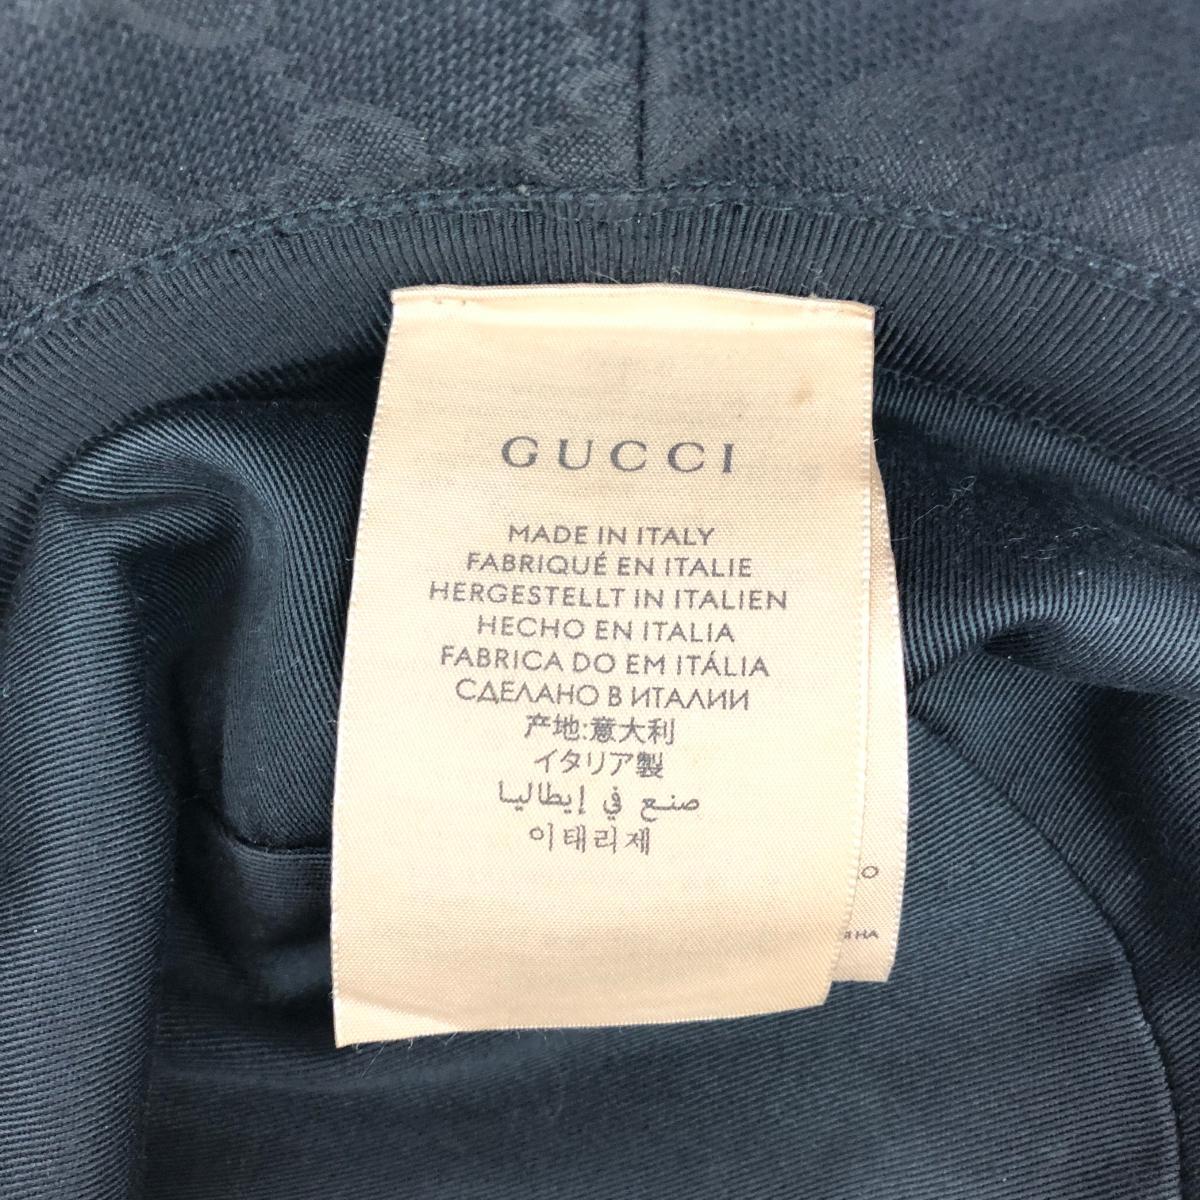 GUCCI
MADE IN ITALY
FABRIQUÉ EN ITALIE
HERGESTELLT IN ITALIEN
HECHO EN ITALIA
FABRICA DO EM ITÁLIA
СДЕЛАНО В ИТАЛИИ
产地:意大利
イタリア製
صنع في إيطاليا
이태리제